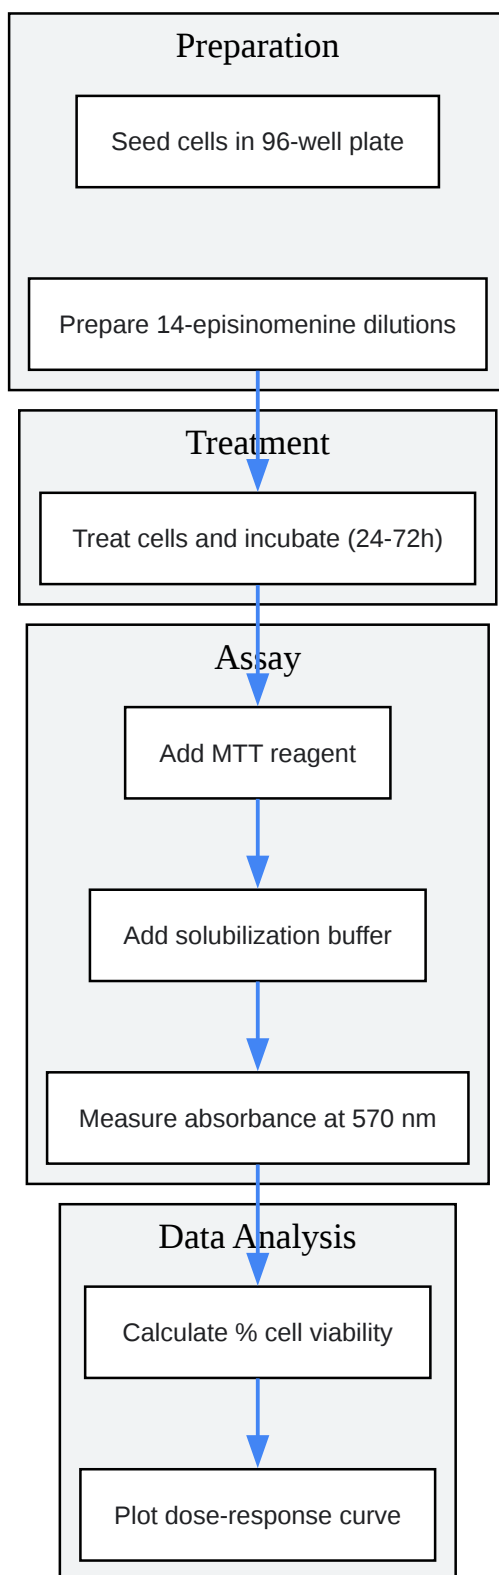 Preparation
Seed cells in 96-well plate
Prepare 14-episinomenine dilutions
Treatment
Treat cells and incubate (24-72h)
Assay
Add MTT reagent
Add solubilization buffer
Measure absorbance at 570 nm
Data Analysis
Calculate % cell viability
Plot dose-response curve